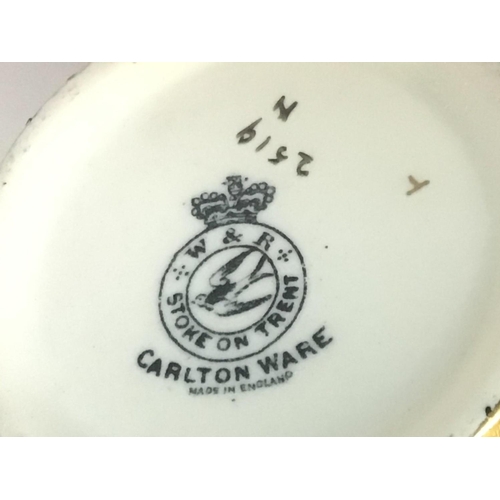 N
2519
T
W & R
STOKE ON TRENT
CARLTON WARE
MADE IN ENGLAND